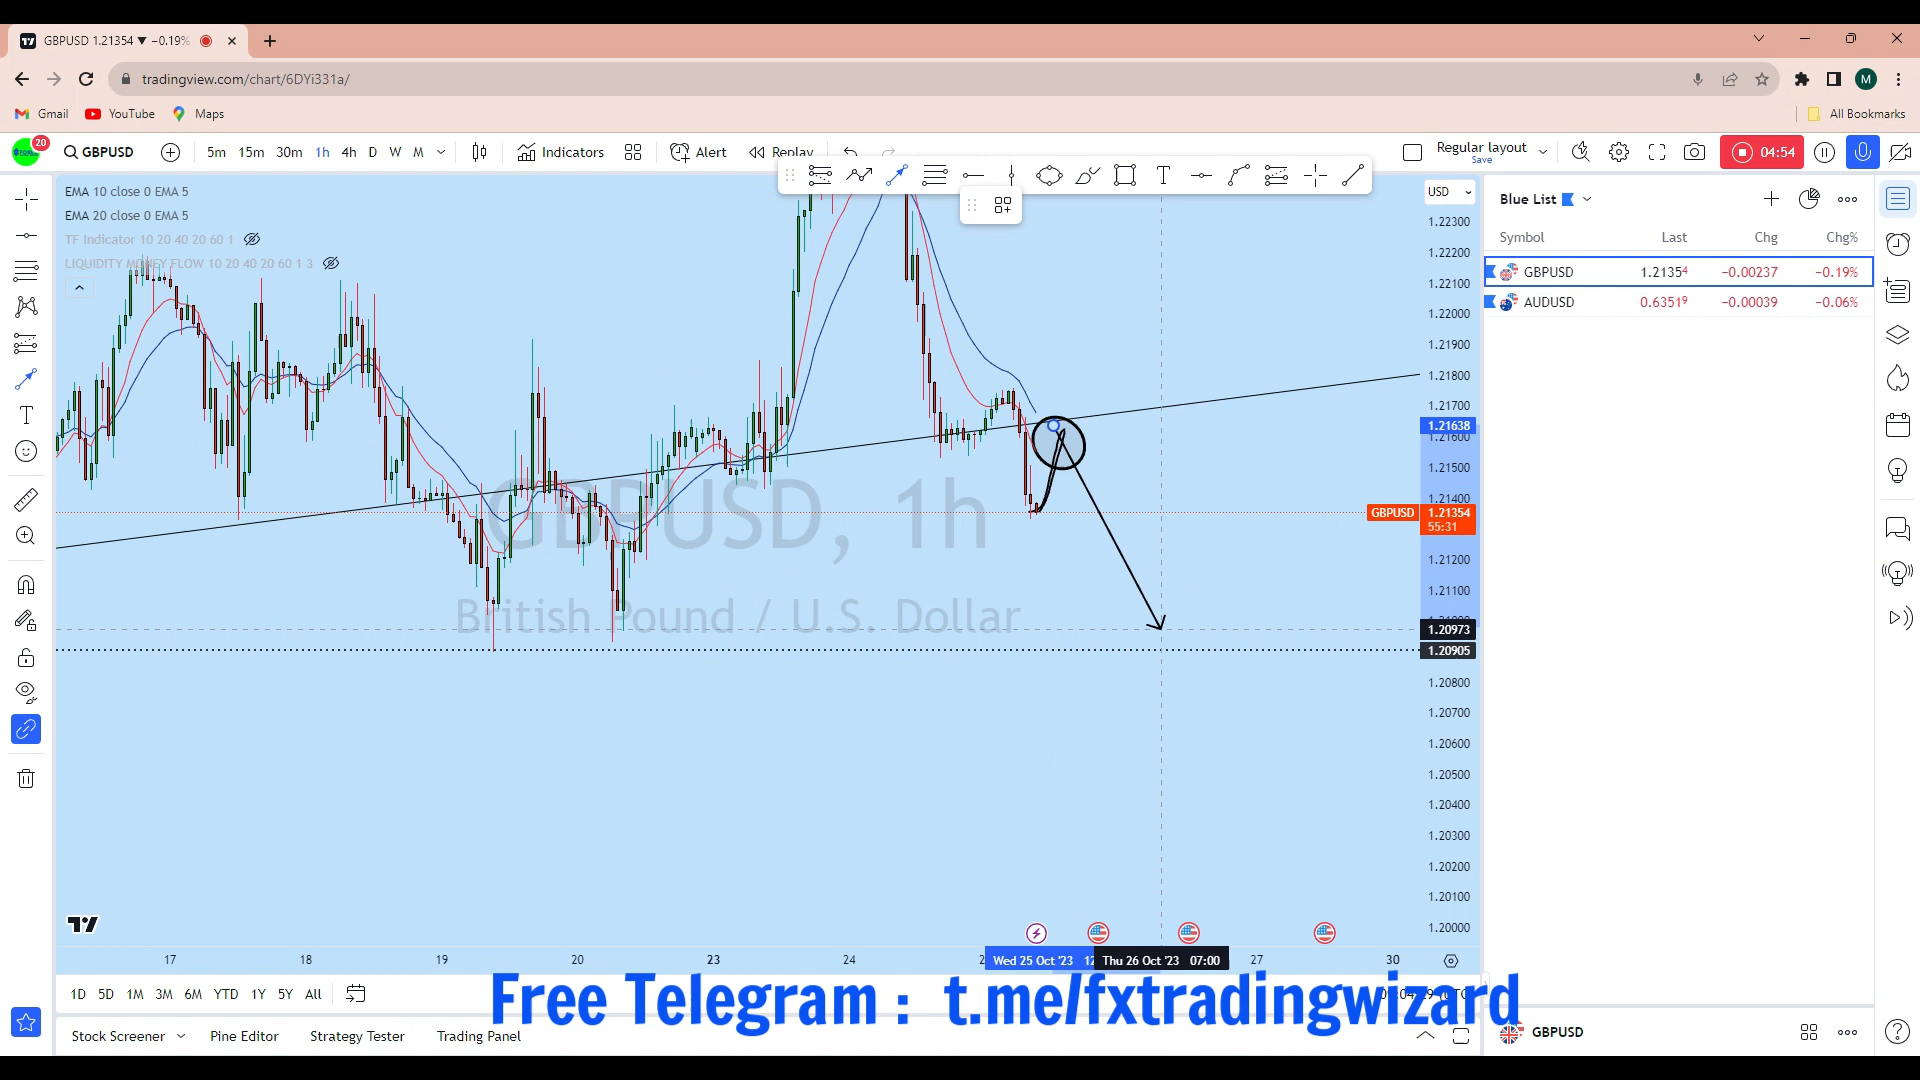 GBPUSD 1.21354 ▼ −0.19%
tradingview.com/chart/6DYi331a/
M
Gmail YouTube Maps
All Bookmarks
20
GBPUSD 5m 15m 30m 1h 4h D W M Indicators Alert Replay Regular layout
Save
04:54
EMA 10 close 0 EMA 5
EMA 20 close 0 EMA 5
TF Indicator 10 20 40 20 60 1
LIQUIDITY MONEY FLOW 10 20 40 20 60 1 3
GBPUSD, 1h
British Pound / U.S. Dollar
USD
1.22300
1.22200
1.22100
1.22000
1.21900
1.21800
1.21700
1.21638
1.21600
1.21500
1.21400
GBPUSD 1.21354
55:31
1.21200
1.21100
1.20973
1.20905
1.20800
1.20700
1.20600
1.20500
1.20400
1.20300
1.20200
1.20100
1.20000
17 18 19 20 23 24 Wed 25 Oct '23 Thu 26 Oct '23 07:00 27 30
1D 5D 1M 3M 6M YTD 1Y 5Y All
Free Telegram : t.me/fxtradingwizard
Stock Screener Pine Editor Strategy Tester Trading Panel
Blue List
Symbol Last Chg Chg%
GBPUSD 1.21354 −0.00237 −0.19%
AUDUSD 0.63519 −0.00039 −0.06%
GBPUSD